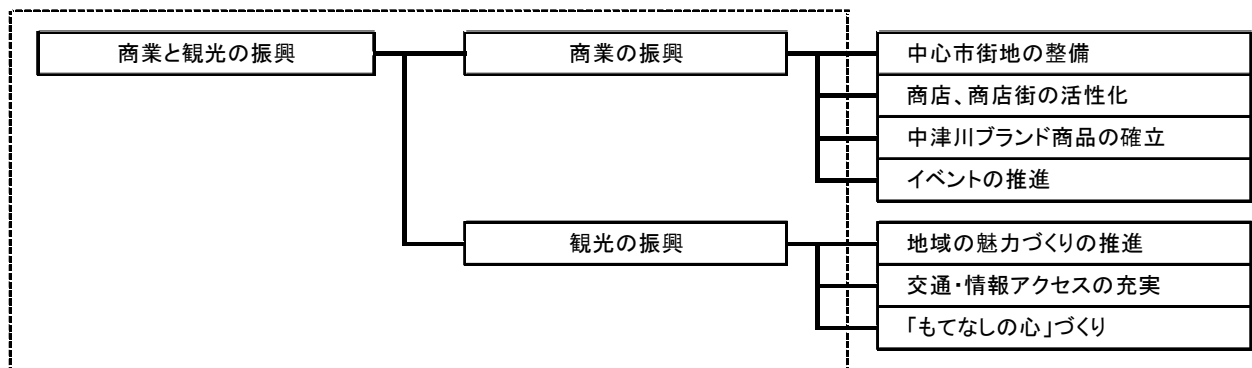 商業と観光の振興
商業の振興
中心市街地の整備
商店、商店街の活性化
中津川ブランド商品の確立
イベントの推進
観光の振興
地域の魅力づくりの推進
交通・情報アクセスの充実
「もてなしの心」づくり